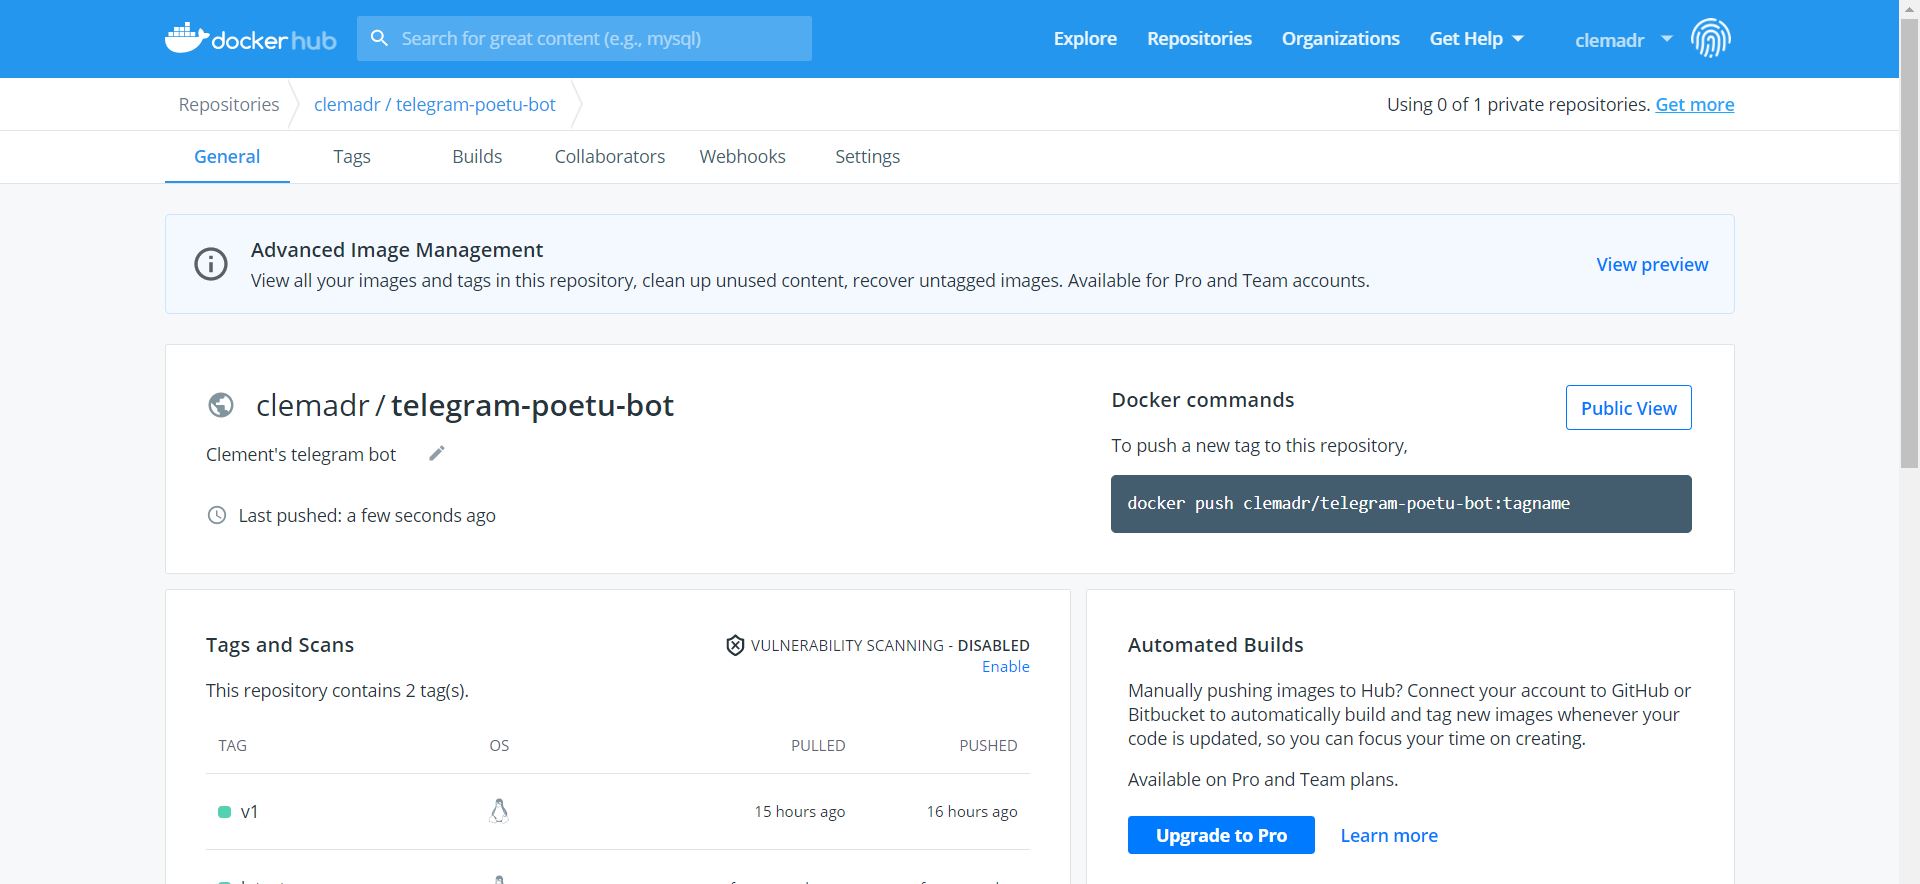 docker hub
Search for great content (e.g., mysql)
Explore
Repositories
Organizations
Get Help
clemadr
Repositories
clemadr / telegram-poetu-bot
Using 0 of 1 private repositories. Get more
General
Tags
Builds
Collaborators
Webhooks
Settings
Advanced Image Management
View all your images and tags in this repository, clean up unused content, recover untagged images. Available for Pro and Team accounts.
View preview
clemadr / telegram-poetu-bot
Clement's telegram bot
Last pushed: a few seconds ago
Docker commands
Public View
To push a new tag to this repository,
docker push clemadr/telegram-poetu-bot:tagname
Tags and Scans
VULNERABILITY SCANNING - DISABLED
Enable
This repository contains 2 tag(s).
TAG OS PULLED PUSHED
v1 15 hours ago 16 hours ago
Automated Builds
Manually pushing images to Hub? Connect your account to GitHub or
Bitbucket to automatically build and tag new images whenever your
code is updated, so you can focus your time on creating.
Available on Pro and Team plans.
Upgrade to Pro
Learn more